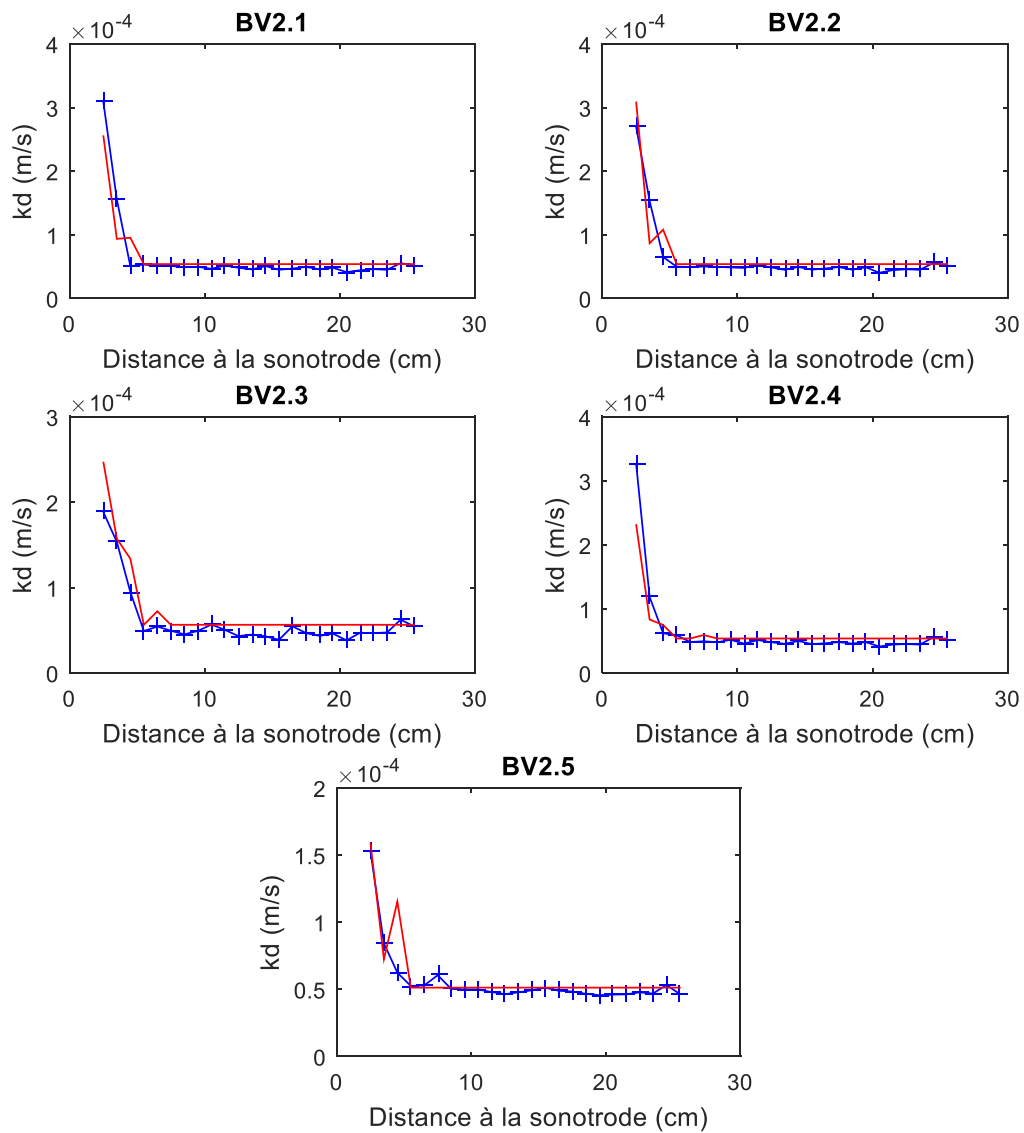 ×10⁻⁴
BV2.1
4
3
2
1
0
kd (m/s)
0 10 20 30
Distance à la sonotrode (cm)
×10⁻⁴
BV2.2
4
3
2
1
0
kd (m/s)
0 10 20 30
Distance à la sonotrode (cm)
×10⁻⁴
BV2.3
3
2
1
0
kd (m/s)
0 10 20 30
Distance à la sonotrode (cm)
×10⁻⁴
BV2.4
4
3
2
1
0
kd (m/s)
0 10 20 30
Distance à la sonotrode (cm)
×10⁻⁴
BV2.5
2
1.5
1
0.5
0
kd (m/s)
0 10 20 30
Distance à la sonotrode (cm)